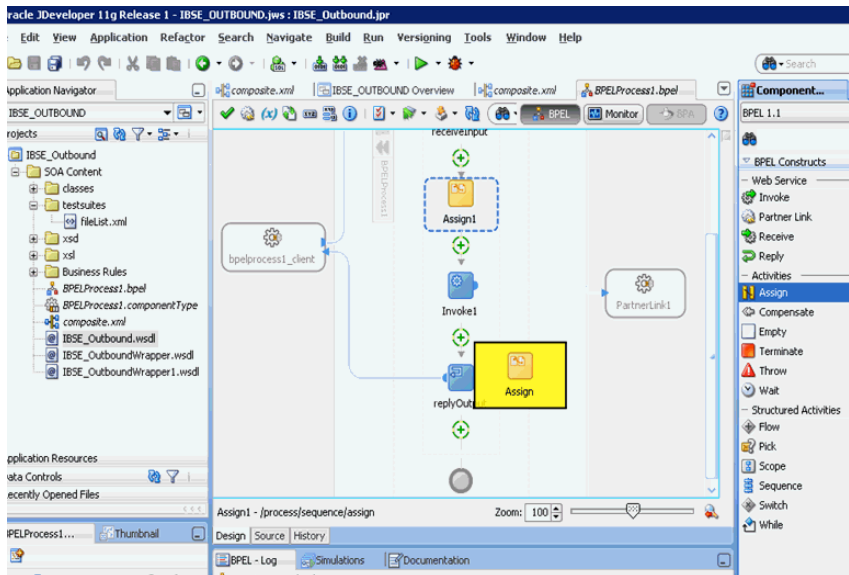 racle JDeveloper 11g Release 1 - IBSE_OUTBOUND.jws : IBSE_Outbound.jpr
Edit View Application Refactor Search Navigate Build Run Versioning Tools Window Help
Search
Application Navigator
composite.xml
IBSE_OUTBOUND Overview
composite.xml
BPELProcess1.bpel
Component...
IBSE_OUTBOUND
BPEL
Monitor
BPA
BPEL 1.1
rojects
IBSE_Outbound
SOA Content
classes
testsuites
fileList.xml
xsd
xsl
Business Rules
BPELProcess1.bpel
BPELProcess1.componentType
composite.xml
IBSE_Outbound.wsdl
IBSE_OutboundWrapper.wsdl
IBSE_OutboundWrapper1.wsdl
Application Resources
Data Controls
Recently Opened Files
BPELProcess1...
Thumbnail
receiveInput
BPELProcess1
Assign1
bpelprocess1_client
Invoke1
PartnerLink1
Assign
replyOutput
Assign1 - /process/sequence/assign
Zoom: 100
Design Source History
BPEL - Log
Simulations
Documentation
BPEL Constructs
Web Service
Invoke
Partner Link
Receive
Reply
Activities
Assign
Compensate
Empty
Terminate
Throw
Wait
Structured Activities
Flow
Pick
Scope
Sequence
Switch
While